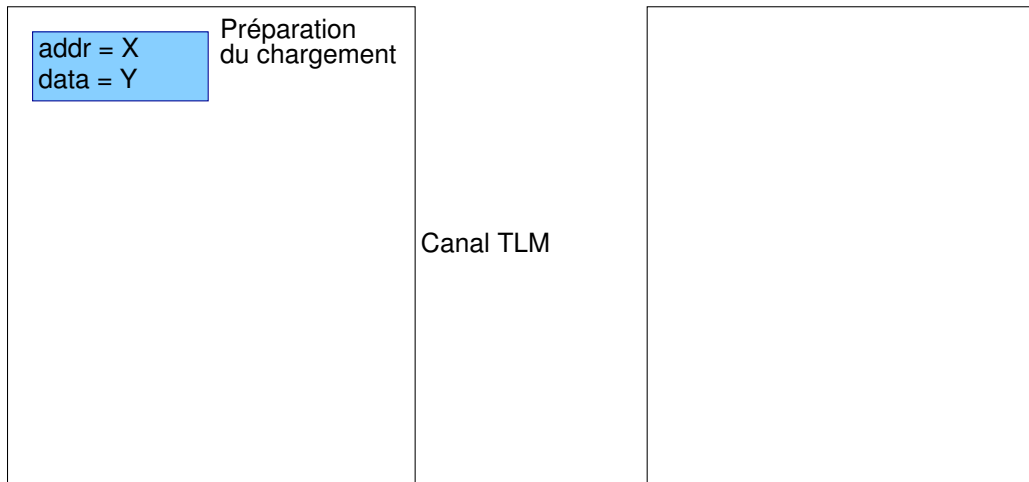 addr = X
data = Y
Préparation
du chargement
Canal TLM